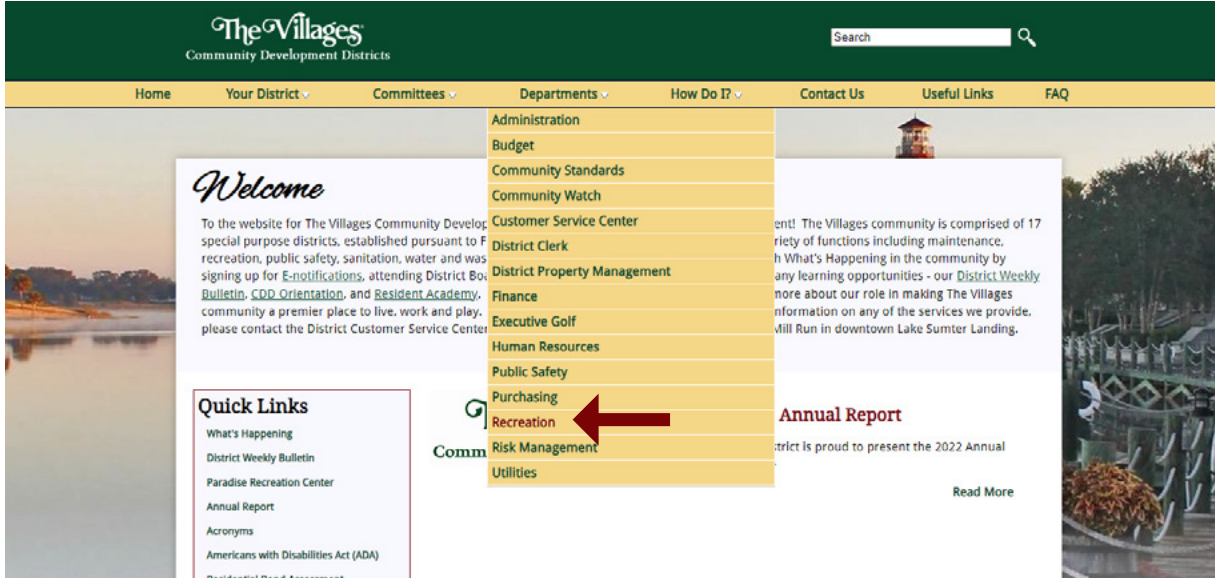 The Villages
Community Development Districts
Search
Home Your District Committees Departments How Do I? Contact Us Useful Links FAQ
Administration
Budget
Community Standards
Community Watch
Customer Service Center
District Clerk
District Property Management
Finance
Executive Golf
Human Resources
Public Safety
Purchasing
Recreation
Risk Management
Utilities
Welcome
To the website for The Villages Community ent! The Villages community is comprised of 17
special purpose districts, established pursuant to riety of functions including maintenance,
recreation, public safety, sanitation, water and What's Happening in the community by
signing up for E-notifications, attending District any learning opportunities - our District Weekly
Bulletin, CDD Orientation, and Resident Academy. more about our role in making The Villages
community a premier place to live, work and play. nformation on any of the services we provide,
please contact the District Customer Service Center Mill Run in downtown Lake Sumter Landing.
Quick Links
What's Happening
District Weekly Bulletin
Paradise Recreation Center
Annual Report
Acronyms
Americans with Disabilities Act (ADA)
Comm
Annual Report
strict is proud to present the 2022 Annual
Read More